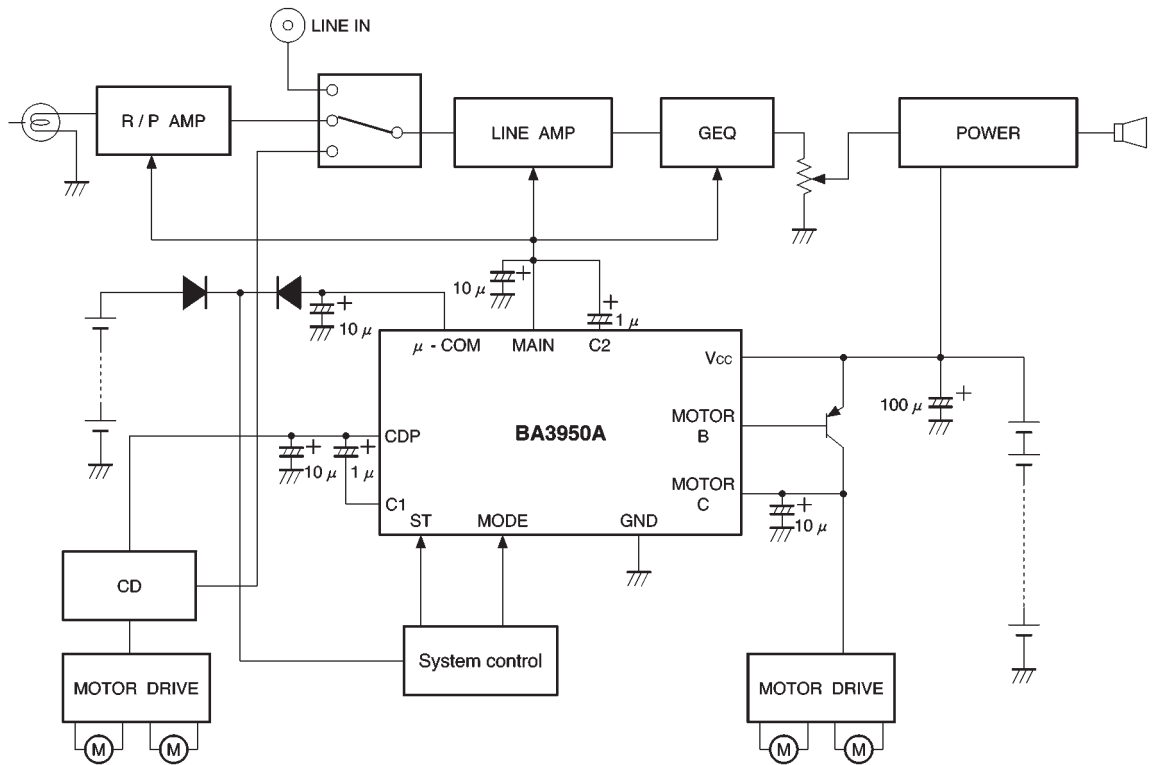 LINE IN
R / P AMP
LINE AMP
GEQ
POWER
10 μ
+
+
10 μ
+
1 μ
+
μ - COM
MAIN
C2
VCC
100 μ
+
MOTOR
B
BA3950A
CDP
10 μ
+
1 μ
+
C1
MOTOR
C
10 μ
+
ST
MODE
GND
CD
System control
MOTOR DRIVE
M
M
MOTOR DRIVE
M
M